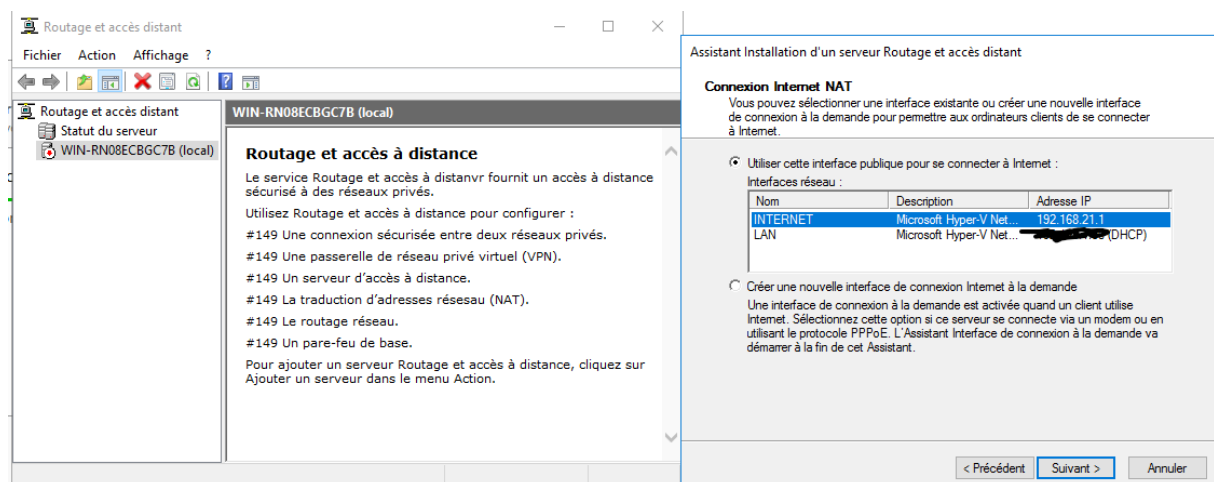 Routage et accès distant
Fichier Action Affichage ?
Routage et accès distant
Statut du serveur
WIN-RN08ECBGC7B (local)
WIN-RN08ECBGC7B (local)
Routage et accès à distance
Le service Routage et accès à distanvr fournit un accès à distance
sécurisé à des réseaux privés.
Utilisez Routage et accès à distance pour configurer :
#149 Une connexion sécurisée entre deux réseaux privés.
#149 Une passerelle de réseau privé virtuel (VPN).
#149 Un serveur d’accès à distance.
#149 La traduction d’adresses résesau (NAT).
#149 Le routage réseau.
#149 Un pare-feu de base.
Pour ajouter un serveur Routage et accès à distance, cliquez sur
Ajouter un serveur dans le menu Action.
Assistant Installation d'un serveur Routage et accès distant
Connexion Internet NAT
Vous pouvez sélectionner une interface existante ou créer une nouvelle interface
de connexion à la demande pour permettre aux ordinateurs clients de se connecter
à Internet.
Utiliser cette interface publique pour se connecter à Internet :
Interfaces réseau :
Nom Description Adresse IP
INTERNET Microsoft Hyper-V Net... 192.168.21.1
LAN Microsoft Hyper-V Net... (DHCP)
Créer une nouvelle interface de connexion Internet à la demande
Une interface de connexion à la demande est activée quand un client utilise
Internet. Sélectionnez cette option si ce serveur se connecte via un modem ou en
utilisant le protocole PPPoE. L'Assistant Interface de connexion à la demande va
démarrer à la fin de cet Assistant.
< Précédent Suivant > Annuler